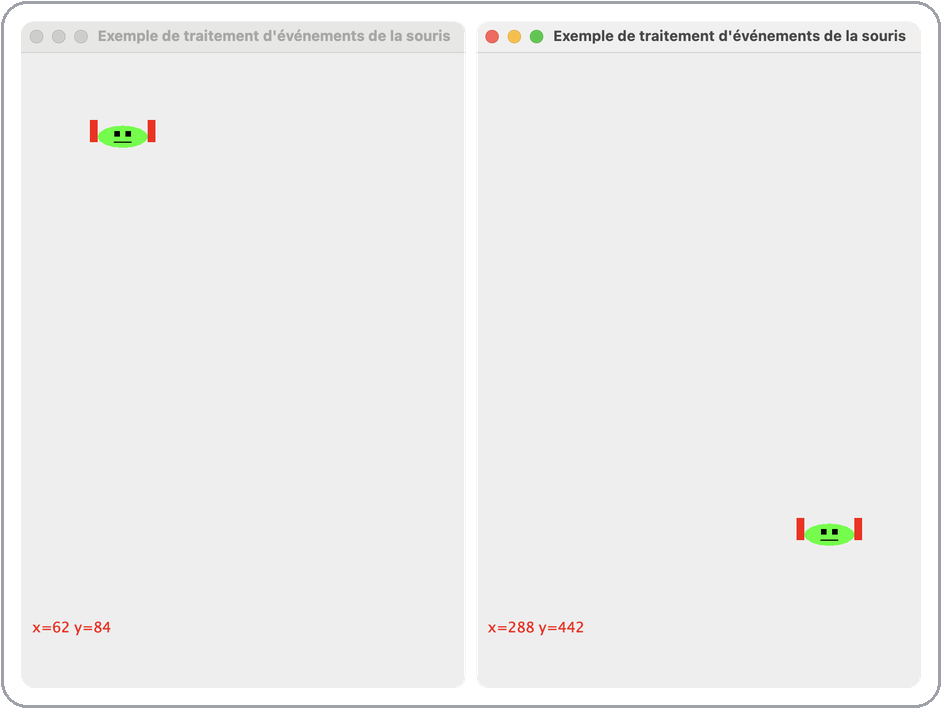 Exemple de traitement d'événements de la souris
x=62 y=84
Exemple de traitement d'événements de la souris
x=288 y=442